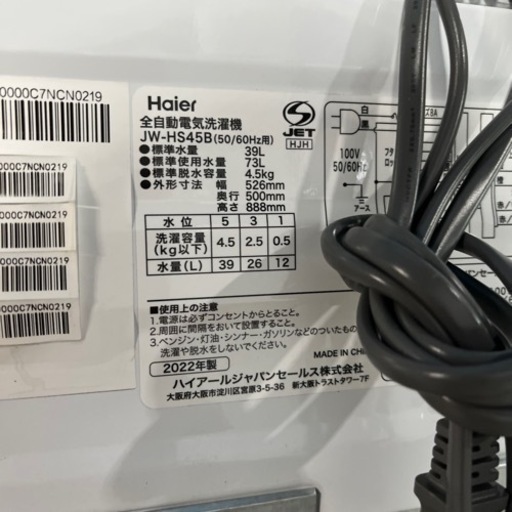 0000C7NCN0219
0000C7NCN0219
0000C7NCN0219
0000C7NCN0219
0000C7NCN0219
Haier
全自動電気洗濯機
JW-HS45B(50/60Hz用)
JET
HJH
●標準水量 39L
●標準使用水量 73L
●標準脱水容量 4.5kg
●外形寸法 幅 526mm
奥行 500mm
高さ 888mm
水位 5 3 1
洗濯容量(kg以下) 4.5 2.5 0.5
水量(L) 39 26 12
■使用上の注意
1.電源は必ずコンセントからとること。
2.周囲に間隔をおいて設置すること。
3.ベンジン・灯油・シンナー・ガソリンなどのついたもの
洗濯や脱水をしないでください。
MADE IN
2022年製
ハイアールジャパンセールス株式会社
大阪府大阪市淀川区宮原3-5-36 新大阪トラストタワー7F
白
黒
8A
100V
50/60Hz
アース